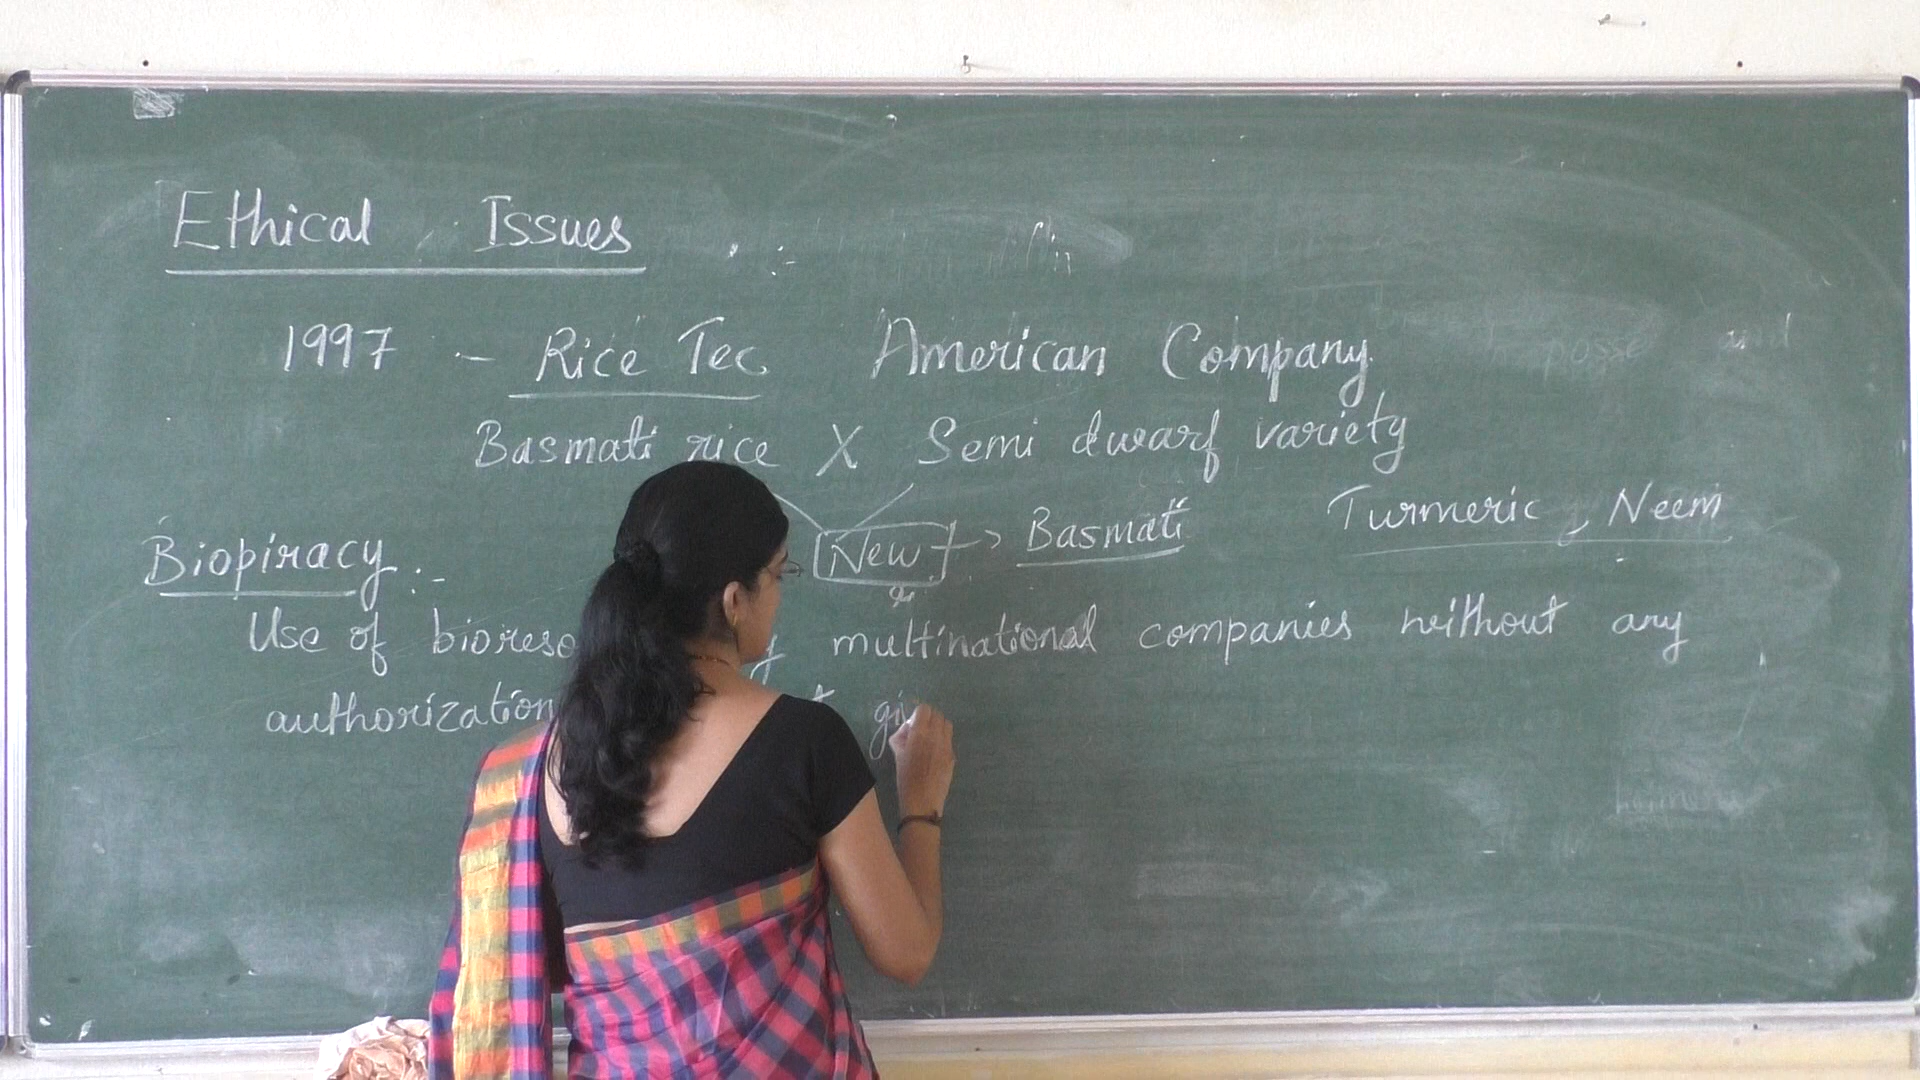 Ethical Issues :-
1997 - Rice Tec American Company.
Basmati rice X Semi dwarf variety
New -> Basmati
Turmeric, Neem
Biopiracy :-
Use of multinational companies without any
authorization